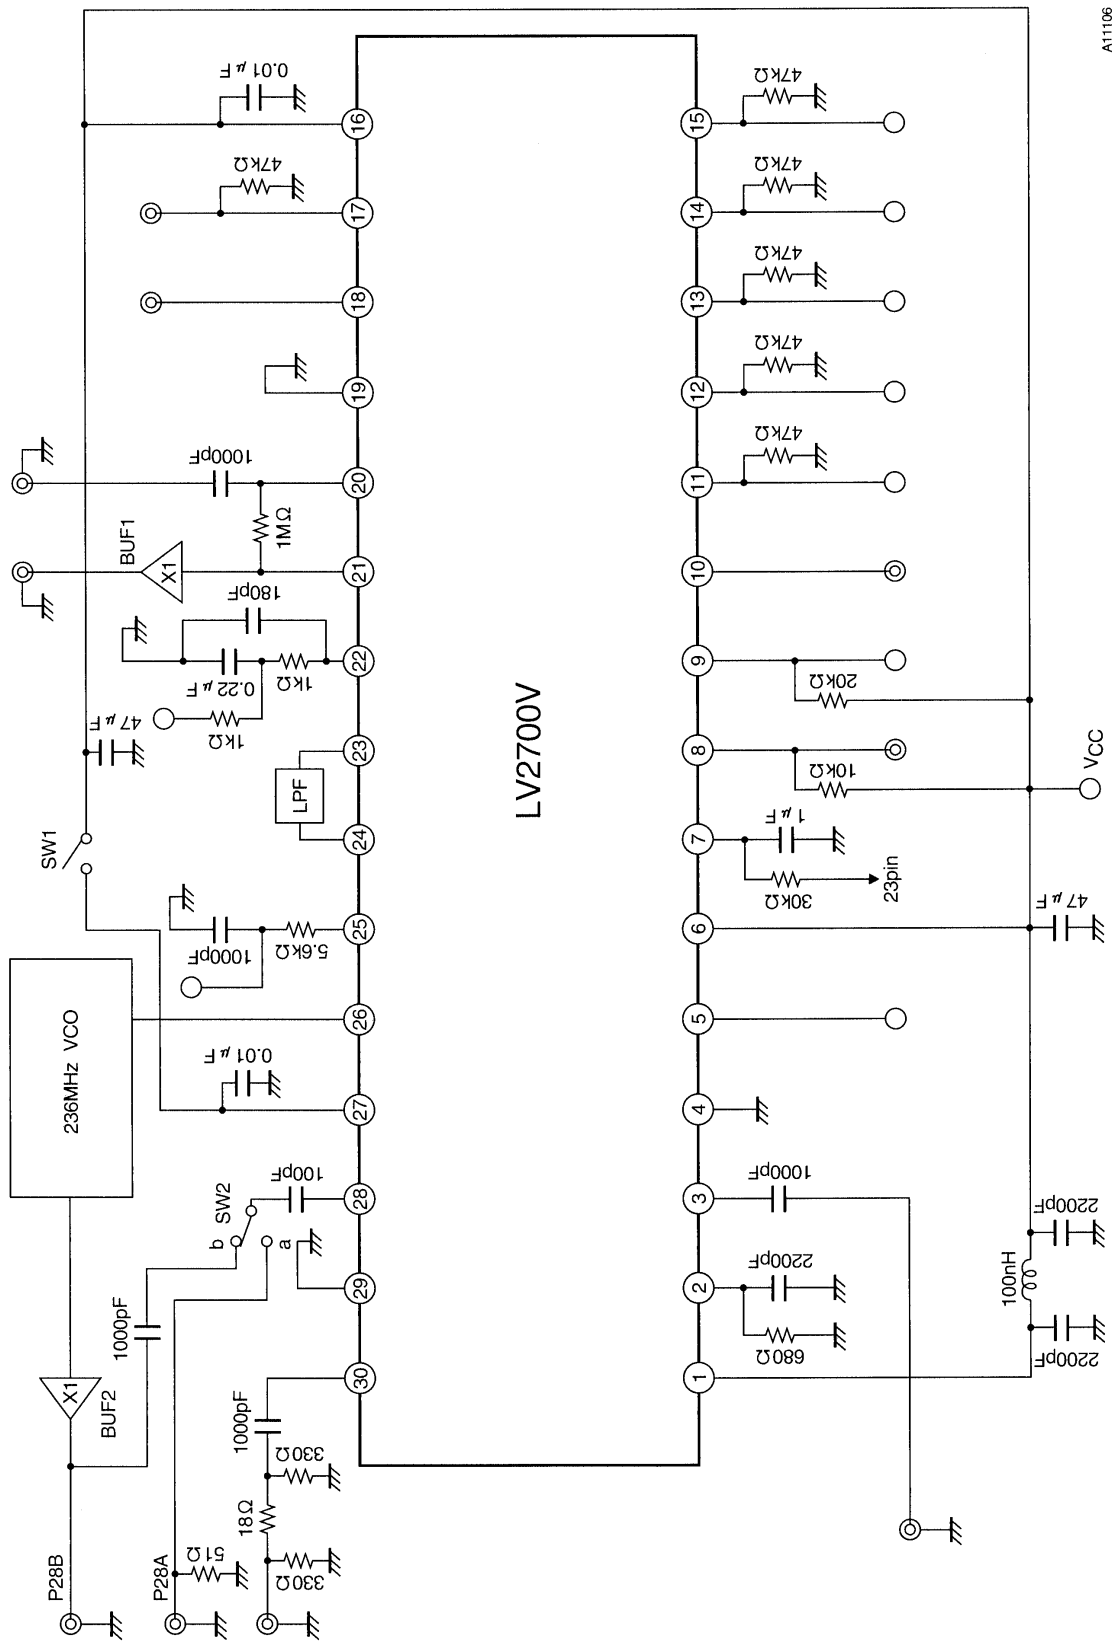 A11106
0.01μF
47kΩ
1000pF
1MΩ
BUF1
X1
180pF
0.22μF
1kΩ
1kΩ
47μF
SW1
LPF
1000pF
5.6kΩ
236MHz VCO
0.01μF
100pF
SW2
b
a
1000pF
X1
BUF2
1000pF
330Ω
18Ω
330Ω
51Ω
P28B
P28A
16
17
18
19
20
21
22
23
24
25
26
27
28
29
30
LV2700V
15
14
13
12
11
10
9
8
7
6
5
4
3
2
1
47kΩ
47kΩ
47kΩ
47kΩ
47kΩ
20kΩ
10kΩ
VCC
1μF
30kΩ
23pin
47μF
1000pF
2200pF
680Ω
2200pF
100nH
2200pF